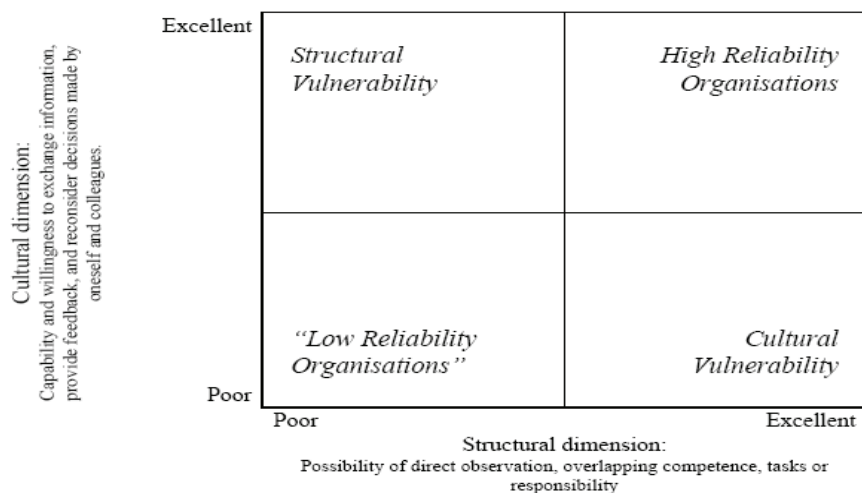 Cultural dimension:
Capability and willingness to exchange information,
provide feedback, and reconsider decisions made by
oneself and colleagues.
Excellent
Structural
Vulnerability
High Reliability
Organisations
“Low Reliability
Organisations”
Cultural
Vulnerability
Poor
Poor
Excellent
Structural dimension:
Possibility of direct observation, overlapping competence, tasks or
responsibility